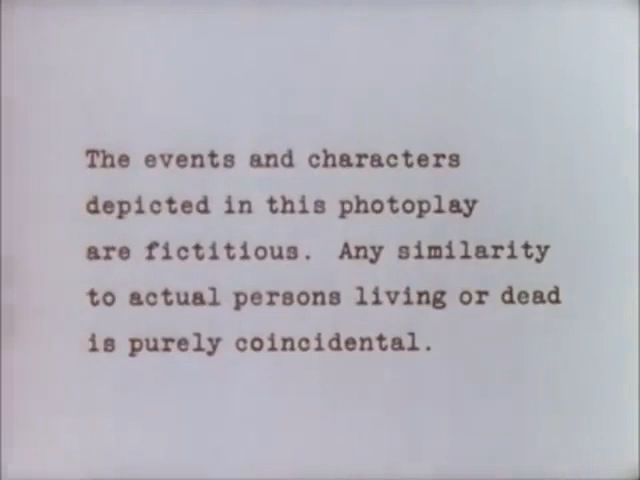 The events and characters
depicted in this photoplay
are fictitious.  Any similarity
to actual persons living or dead
is purely coincidental.